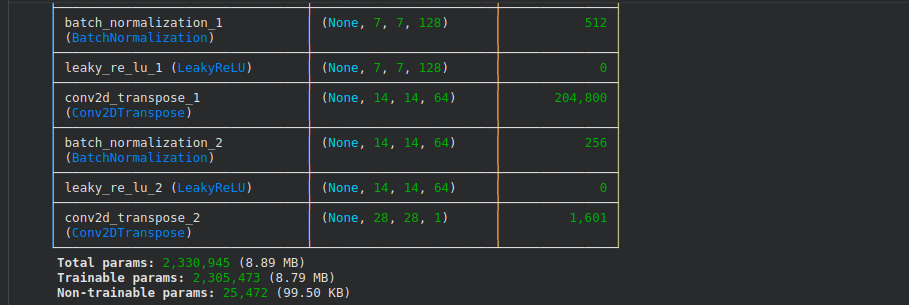 batch_normalization_1 (None, 7, 7, 128) 512
(BatchNormalization)
leaky_re_lu_1 (LeakyReLU) (None, 7, 7, 128) 0
conv2d_transpose_1 (None, 14, 14, 64) 204,800
(Conv2DTranspose)
batch_normalization_2 (None, 14, 14, 64) 256
(BatchNormalization)
leaky_re_lu_2 (LeakyReLU) (None, 14, 14, 64) 0
conv2d_transpose_2 (None, 28, 28, 1) 1,601
(Conv2DTranspose)
Total params: 2,330,945 (8.89 MB)
Trainable params: 2,305,473 (8.79 MB)
Non-trainable params: 25,472 (99.50 KB)